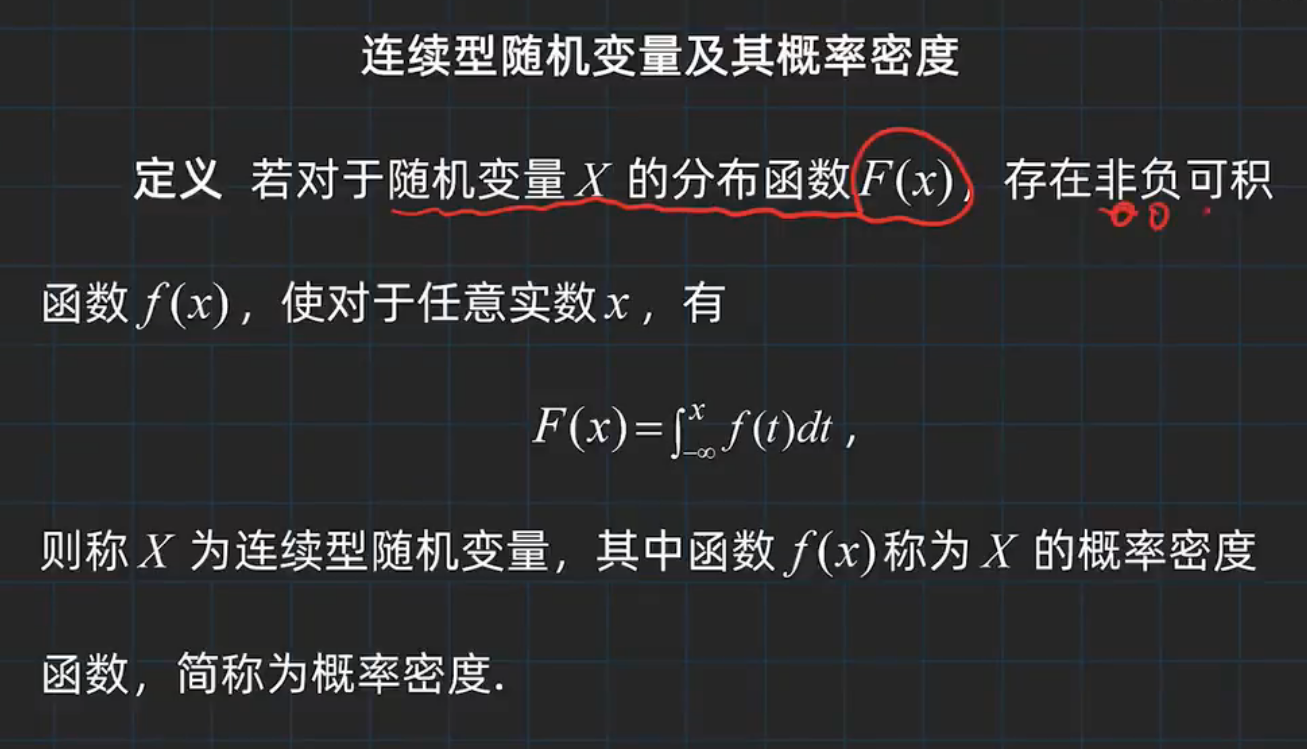 连续型随机变量及其概率密度
定义 若对于随机变量 X 的分布函数 F(x)，存在非负可积
函数 f(x)，使对于任意实数 x，有
F(x)=∫_{-∞}^{x} f(t)dt，
则称 X 为连续型随机变量，其中函数 f(x)称为 X 的概率密度
函数，简称为概率密度.